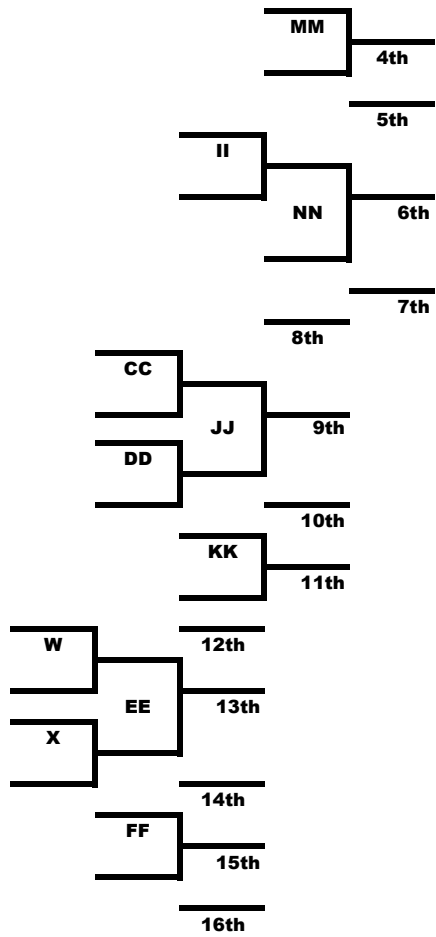 MM
4th
5th
II
NN
6th
7th
8th
CC
JJ
9th
DD
10th
KK
11th
W
12th
EE
13th
X
14th
FF
15th
16th